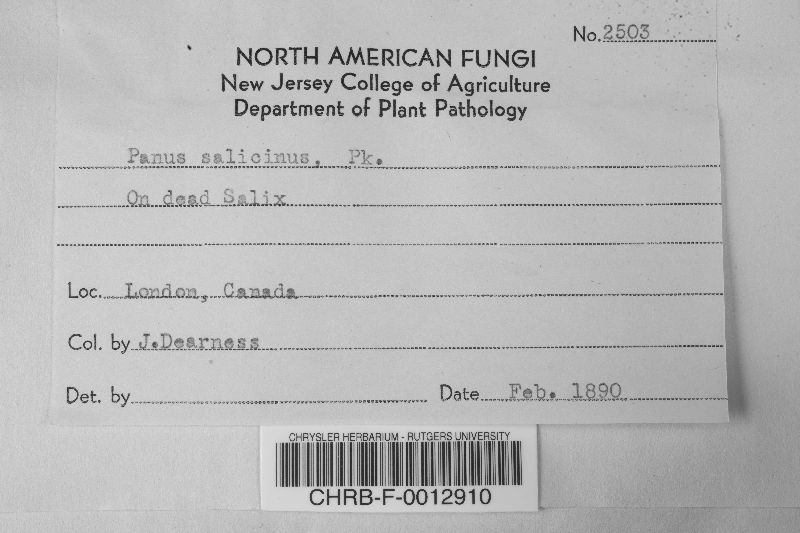 No. 2503
NORTH AMERICAN FUNGI
New Jersey College of Agriculture
Department of Plant Pathology
Panus salicinus, Pk.
On dead Salix
Loc. London, Canada
Col. by J.Dearness
Det. by Date Feb. 1890
CHRYSLER HERBARIUM - RUTGERS UNIVERSITY
CHRB-F-0012910